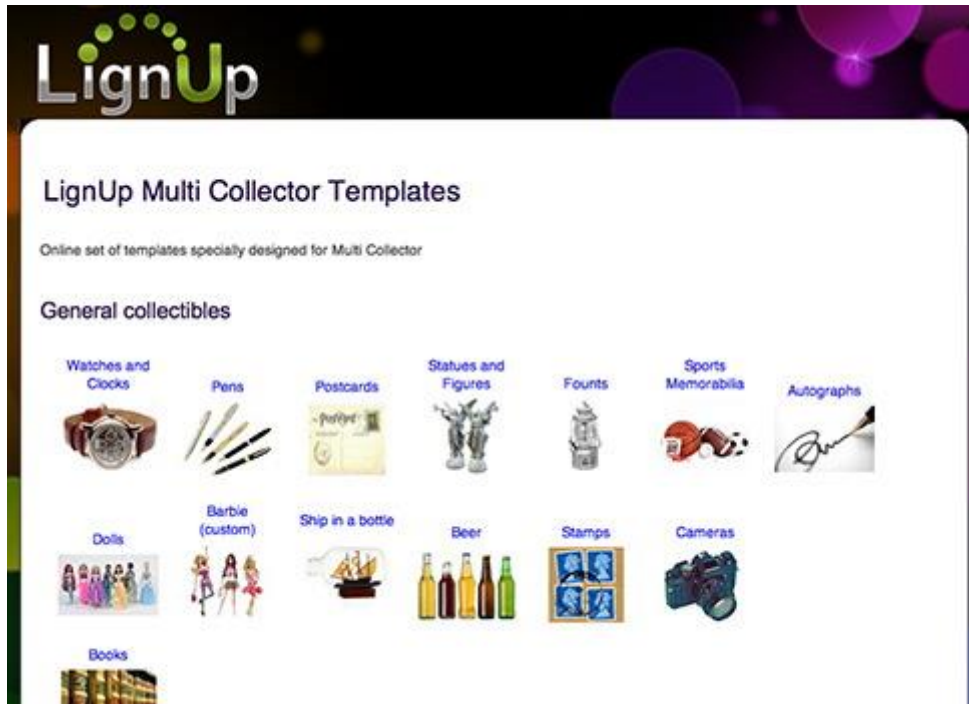 LignUp
LignUp Multi Collector Templates
Online set of templates specially designed for Multi Collector
General collectibles
Watches and
Clocks
Pens
Postcards
Statues and
Figures
Founts
Sports
Memorabilia
Autographs
Dolls
Barbie
(custom)
Ship in a bottle
Beer
Stamps
Cameras
Books